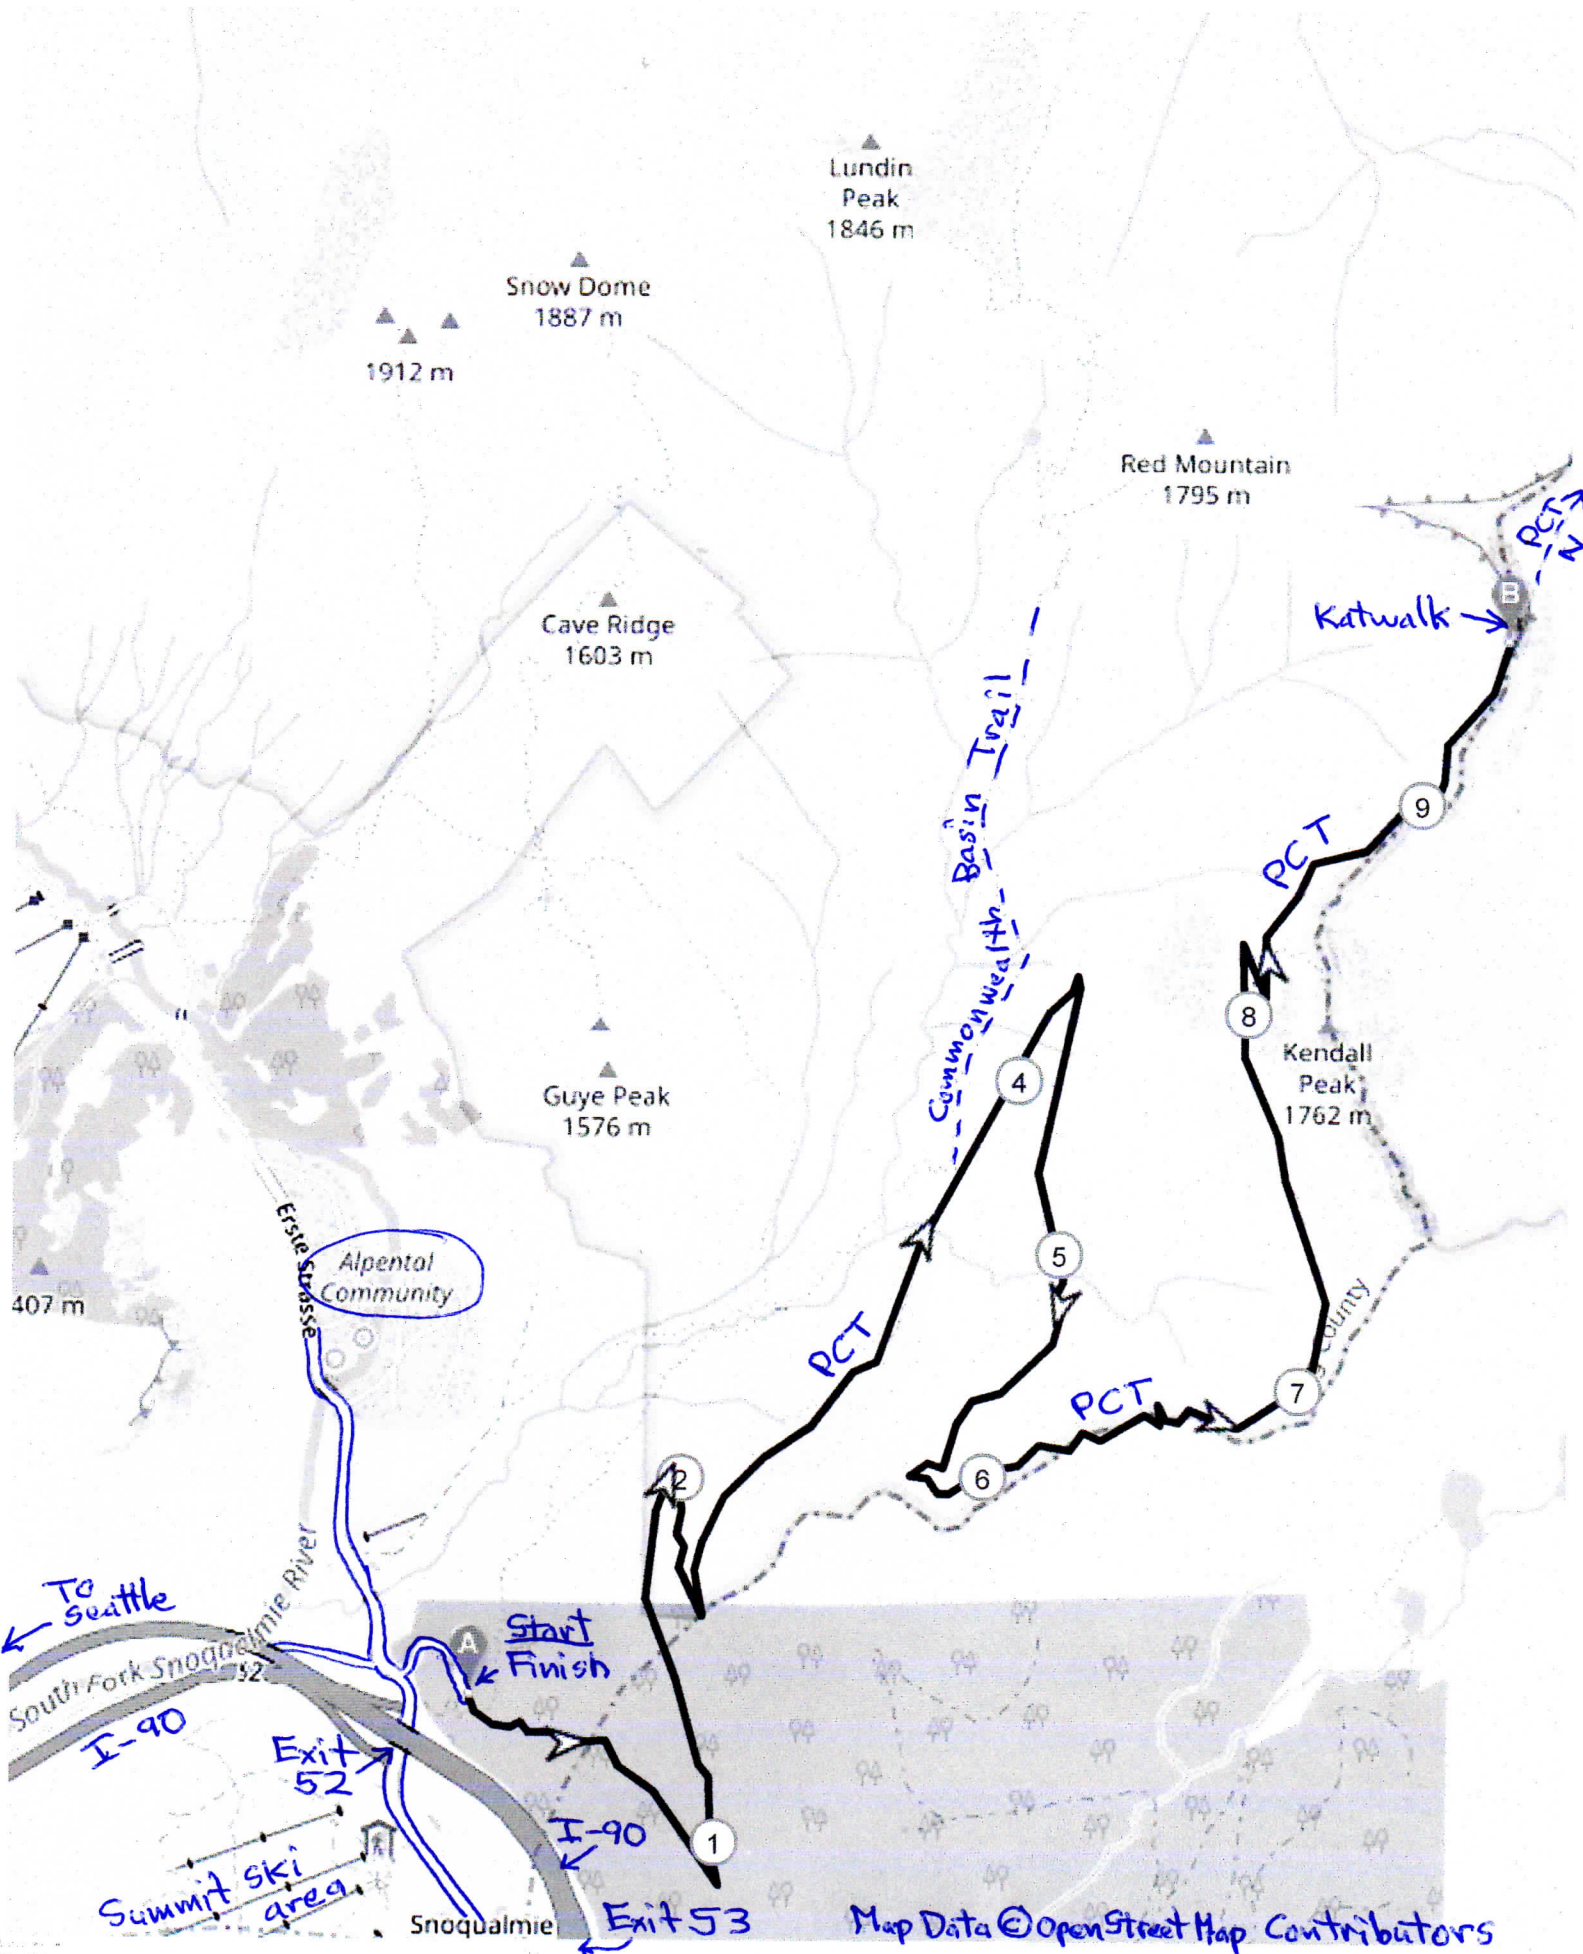 Lundin
Peak
1846 m
Snow Dome
1887 m
1912 m
Red Mountain
1795 m
PCT
B
Katwalk
Cave Ridge
1603 m
Commonwealth Basin Trail
9
PCT
8
Kendall
Peak
1762 m
4
Guye Peak
1576 m
Erste Strasse
Alpental
Community
407 m
5
County
PCT
PCT
7
6
2
To
Seattle
South Fork Snoqualmie River
52
I-90
A
Start
Finish
Exit
52
1
I-90
Summit Ski
area
Snoqualmie
Exit 53
Map Data © OpenStreetMap Contributors